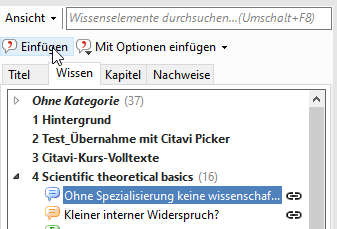 Ansicht Wissenselemente durchsuchen...(Umschalt+F8)
Einfügen Mit Optionen einfügen
Titel Wissen Kapitel Nachweise
Ohne Kategorie (37)
1 Hintergrund
2 Test_Übernahme mit Citavi Picker
3 Citavi-Kurs-Volltexte
4 Scientific theoretical basics (16)
Ohne Spezialisierung keine wissenschaf...
Kleiner interner Widerspruch?